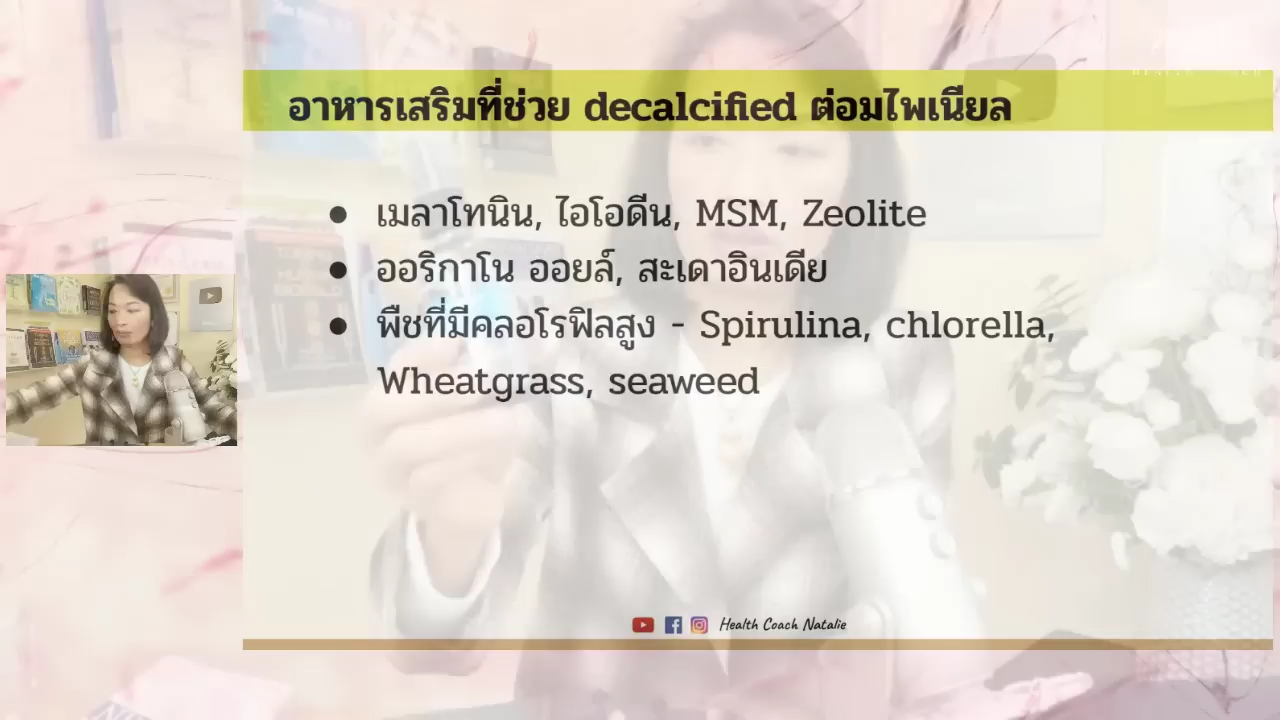 อาหารเสริมที่ช่วย decalcified ต่อมไพเนียล
● เมลาโทนิน, ไอโอดีน, MSM, Zeolite
● ออริกาโน ออยล์, สะเดาอินเดีย
● พืชที่มีคลอโรฟิลสูง - Spirulina, chlorella,
Wheatgrass, seaweed
Health Coach Natalie